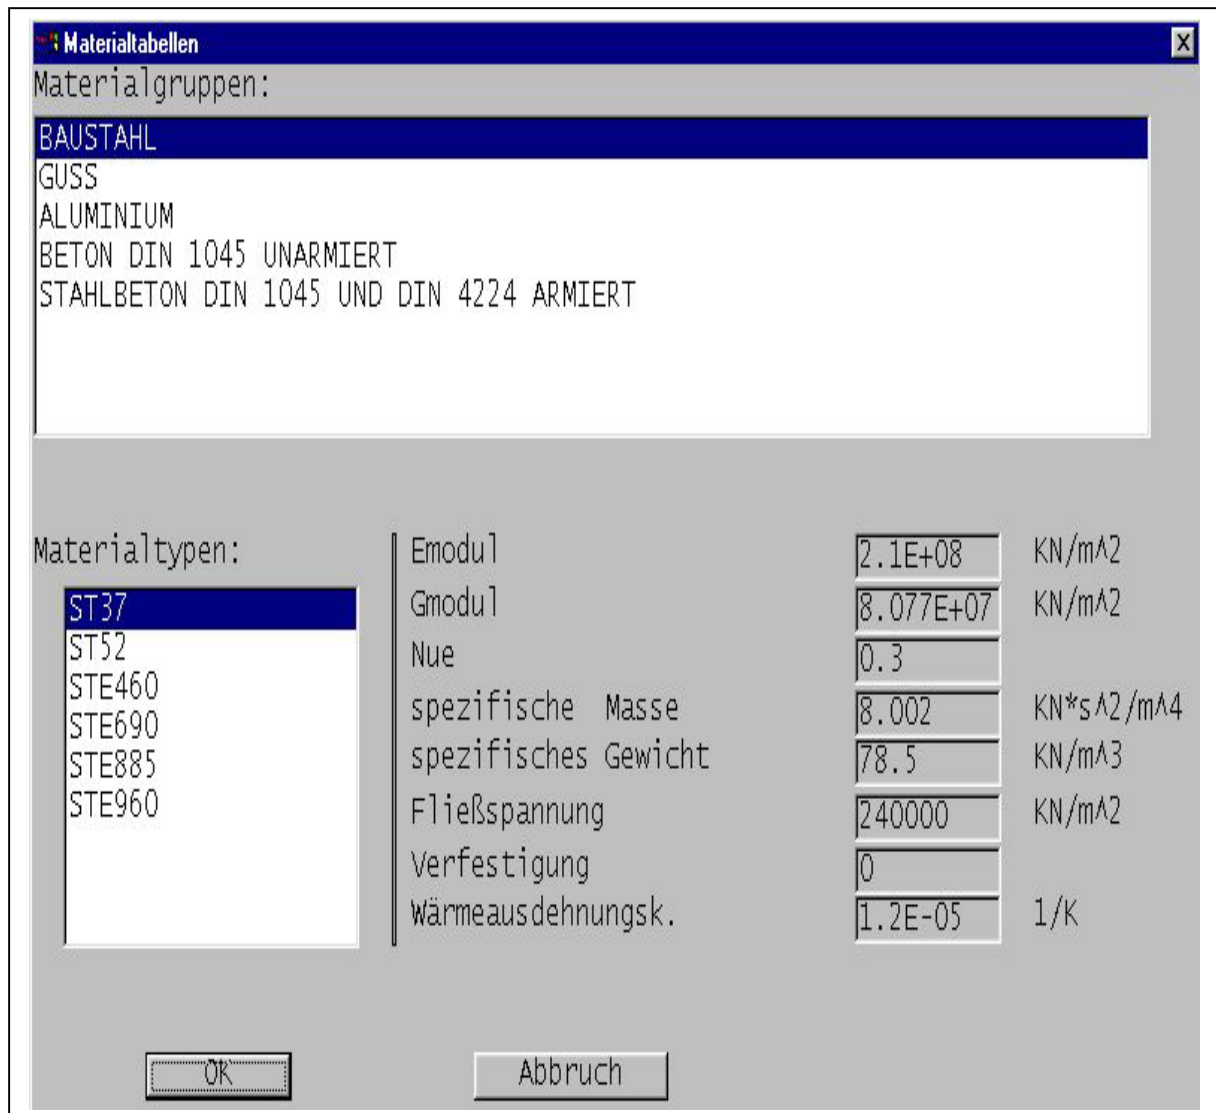 Materialtabellen
Materialgruppen:
BAUSTAHL
GUSS
ALUMINIUM
BETON DIN 1045 UNARMIERT
STAHLBETON DIN 1045 UND DIN 4224 ARMIERT
Materialtypen:
ST37
ST52
STE460
STE690
STE885
STE960
Emodul 2.1E+08 KN/m^2
Gmodul 8.077E+07 KN/m^2
Nue 0.3
spezifische Masse 8.002 KN*s^2/m^4
spezifisches Gewicht 78.5 KN/m^3
Fließspannung 240000 KN/m^2
Verfestigung 0
Wärmeausdehnungsk. 1.2E-05 1/K
OK Abbruch